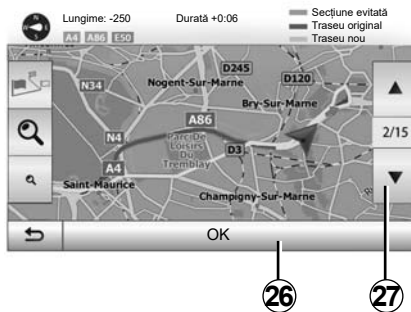 Lungime: -250 Durată +0:06
Secțiune evitată
Traseu original
Traseu nou
A4 A86 E50
D245
N34
D120
Nogent-Sur-Marne
Bry-Sur-Marne
A86
2/15
N4
Parc De
Loisirs
Du
Tremblay
D3
A4
Saint-Maurice
Champigny-Sur-Marne
OK
26 27